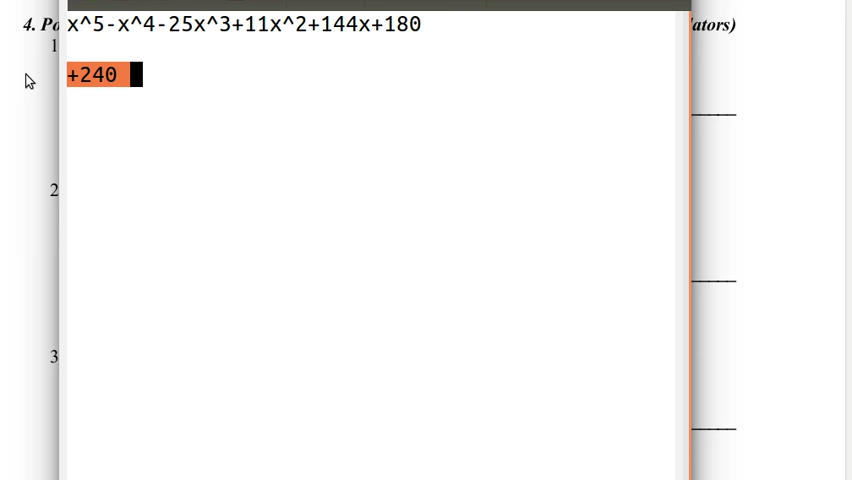 4. Po
x^5-x^4-25x^3+11x^2+144x+180
ators)
1
+240
2
3